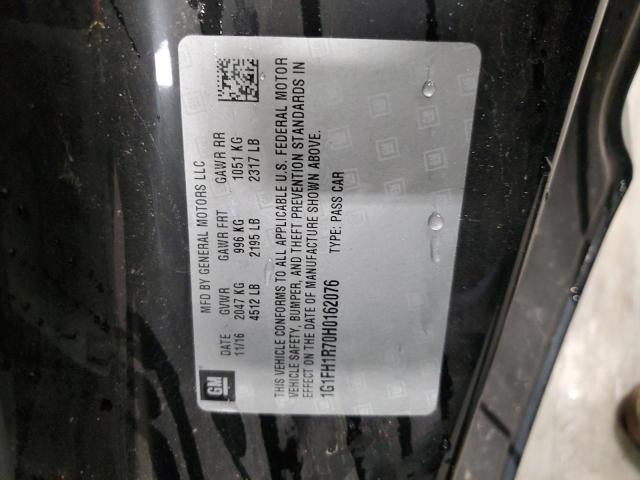 GM
MFD BY GENERAL MOTORS LLC
DATE GVWR GAWR FRT GAWR RR
11/16 2047 KG 996 KG 1051 KG
4512 LB 2195 LB 2317 LB
THIS VEHICLE CONFORMS TO ALL APPLICABLE U.S. FEDERAL MOTOR
VEHICLE SAFETY, BUMPER, AND THEFT PREVENTION STANDARDS IN
EFFECT ON THE DATE OF MANUFACTURE SHOWN ABOVE.
1G1FH1R70H0162076 TYPE: PASS CAR